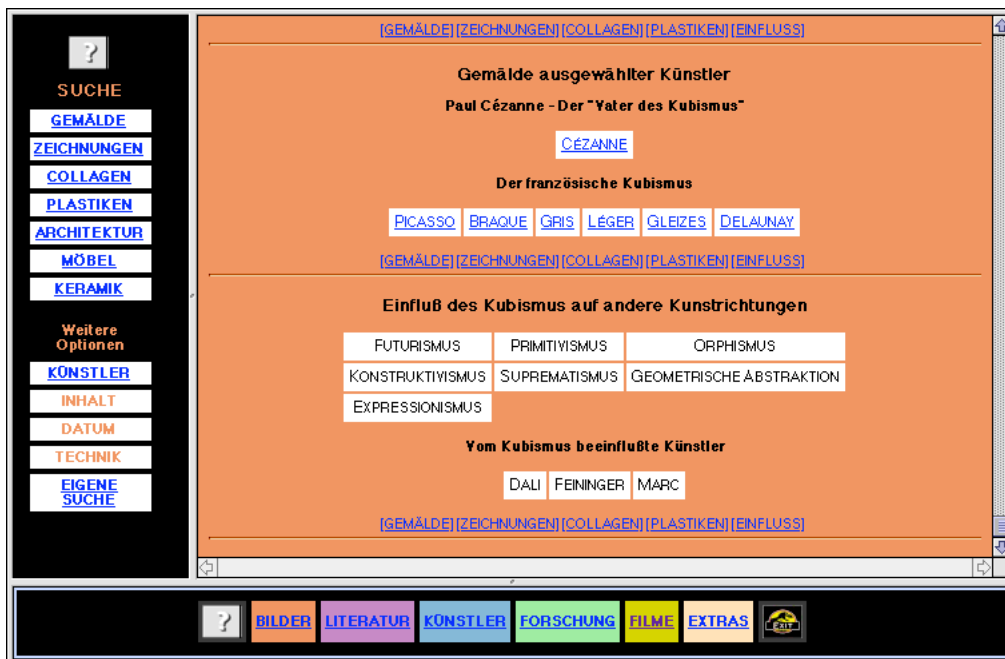 ?
SUCHE
GEMÄLDE
ZEICHNUNGEN
COLLAGEN
PLASTIKEN
ARCHITEKTUR
MÖBEL
KERAMIK
Weitere
Optionen
KÜNSTLER
INHALT
DATUM
TECHNIK
EIGENE
SUCHE
[GEMÄLDE] [ZEICHNUNGEN] [COLLAGEN] [PLASTIKEN] [EINFLUSS]
Gemälde ausgewählter Künstler
Paul Cézanne - Der "Vater des Kubismus"
CÉZANNE
Der französische Kubismus
PICASSO BRAQUE GRIS LÉGER GLEIZES DELAUNAY
[GEMÄLDE] [ZEICHNUNGEN] [COLLAGEN] [PLASTIKEN] [EINFLUSS]
Einfluß des Kubismus auf andere Kunstrichtungen
FUTURISMUS PRIMITIVISMUS ORPHISMUS
KONSTRUKTIVISMUS SUPREMATISMUS GEOMETRISCHE ABSTRAKTION
EXPRESSIONISMUS
Vom Kubismus beeinflußte Künstler
DALI FEININGER MARC
[GEMÄLDE] [ZEICHNUNGEN] [COLLAGEN] [PLASTIKEN] [EINFLUSS]
? BILDER LITERATUR KÜNSTLER FORSCHUNG FILME EXTRAS EXIT